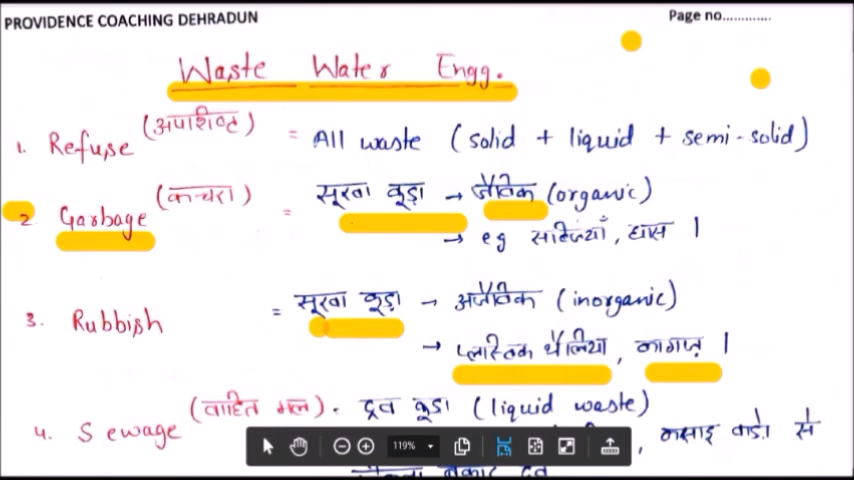 PROVIDENCE COACHING DEHRADUN
Page no.............
Waste Water Engg.
1. Refuse (अपशिष्ट) = All waste (solid + liquid + semi-solid)
2. Garbage (कचरा) = सूखा कूड़ा → जैविक (organic)
→ eg सब्जियाँ, घास ।
3. Rubbish = सूखा कूड़ा → अजैविक (inorganic)
→ प्लास्टिक थैलिया, कागज़ ।
4. Sewage (वाहित मल) = द्रव कूडा (liquid waste)
, कसाइ वाडो से
119%